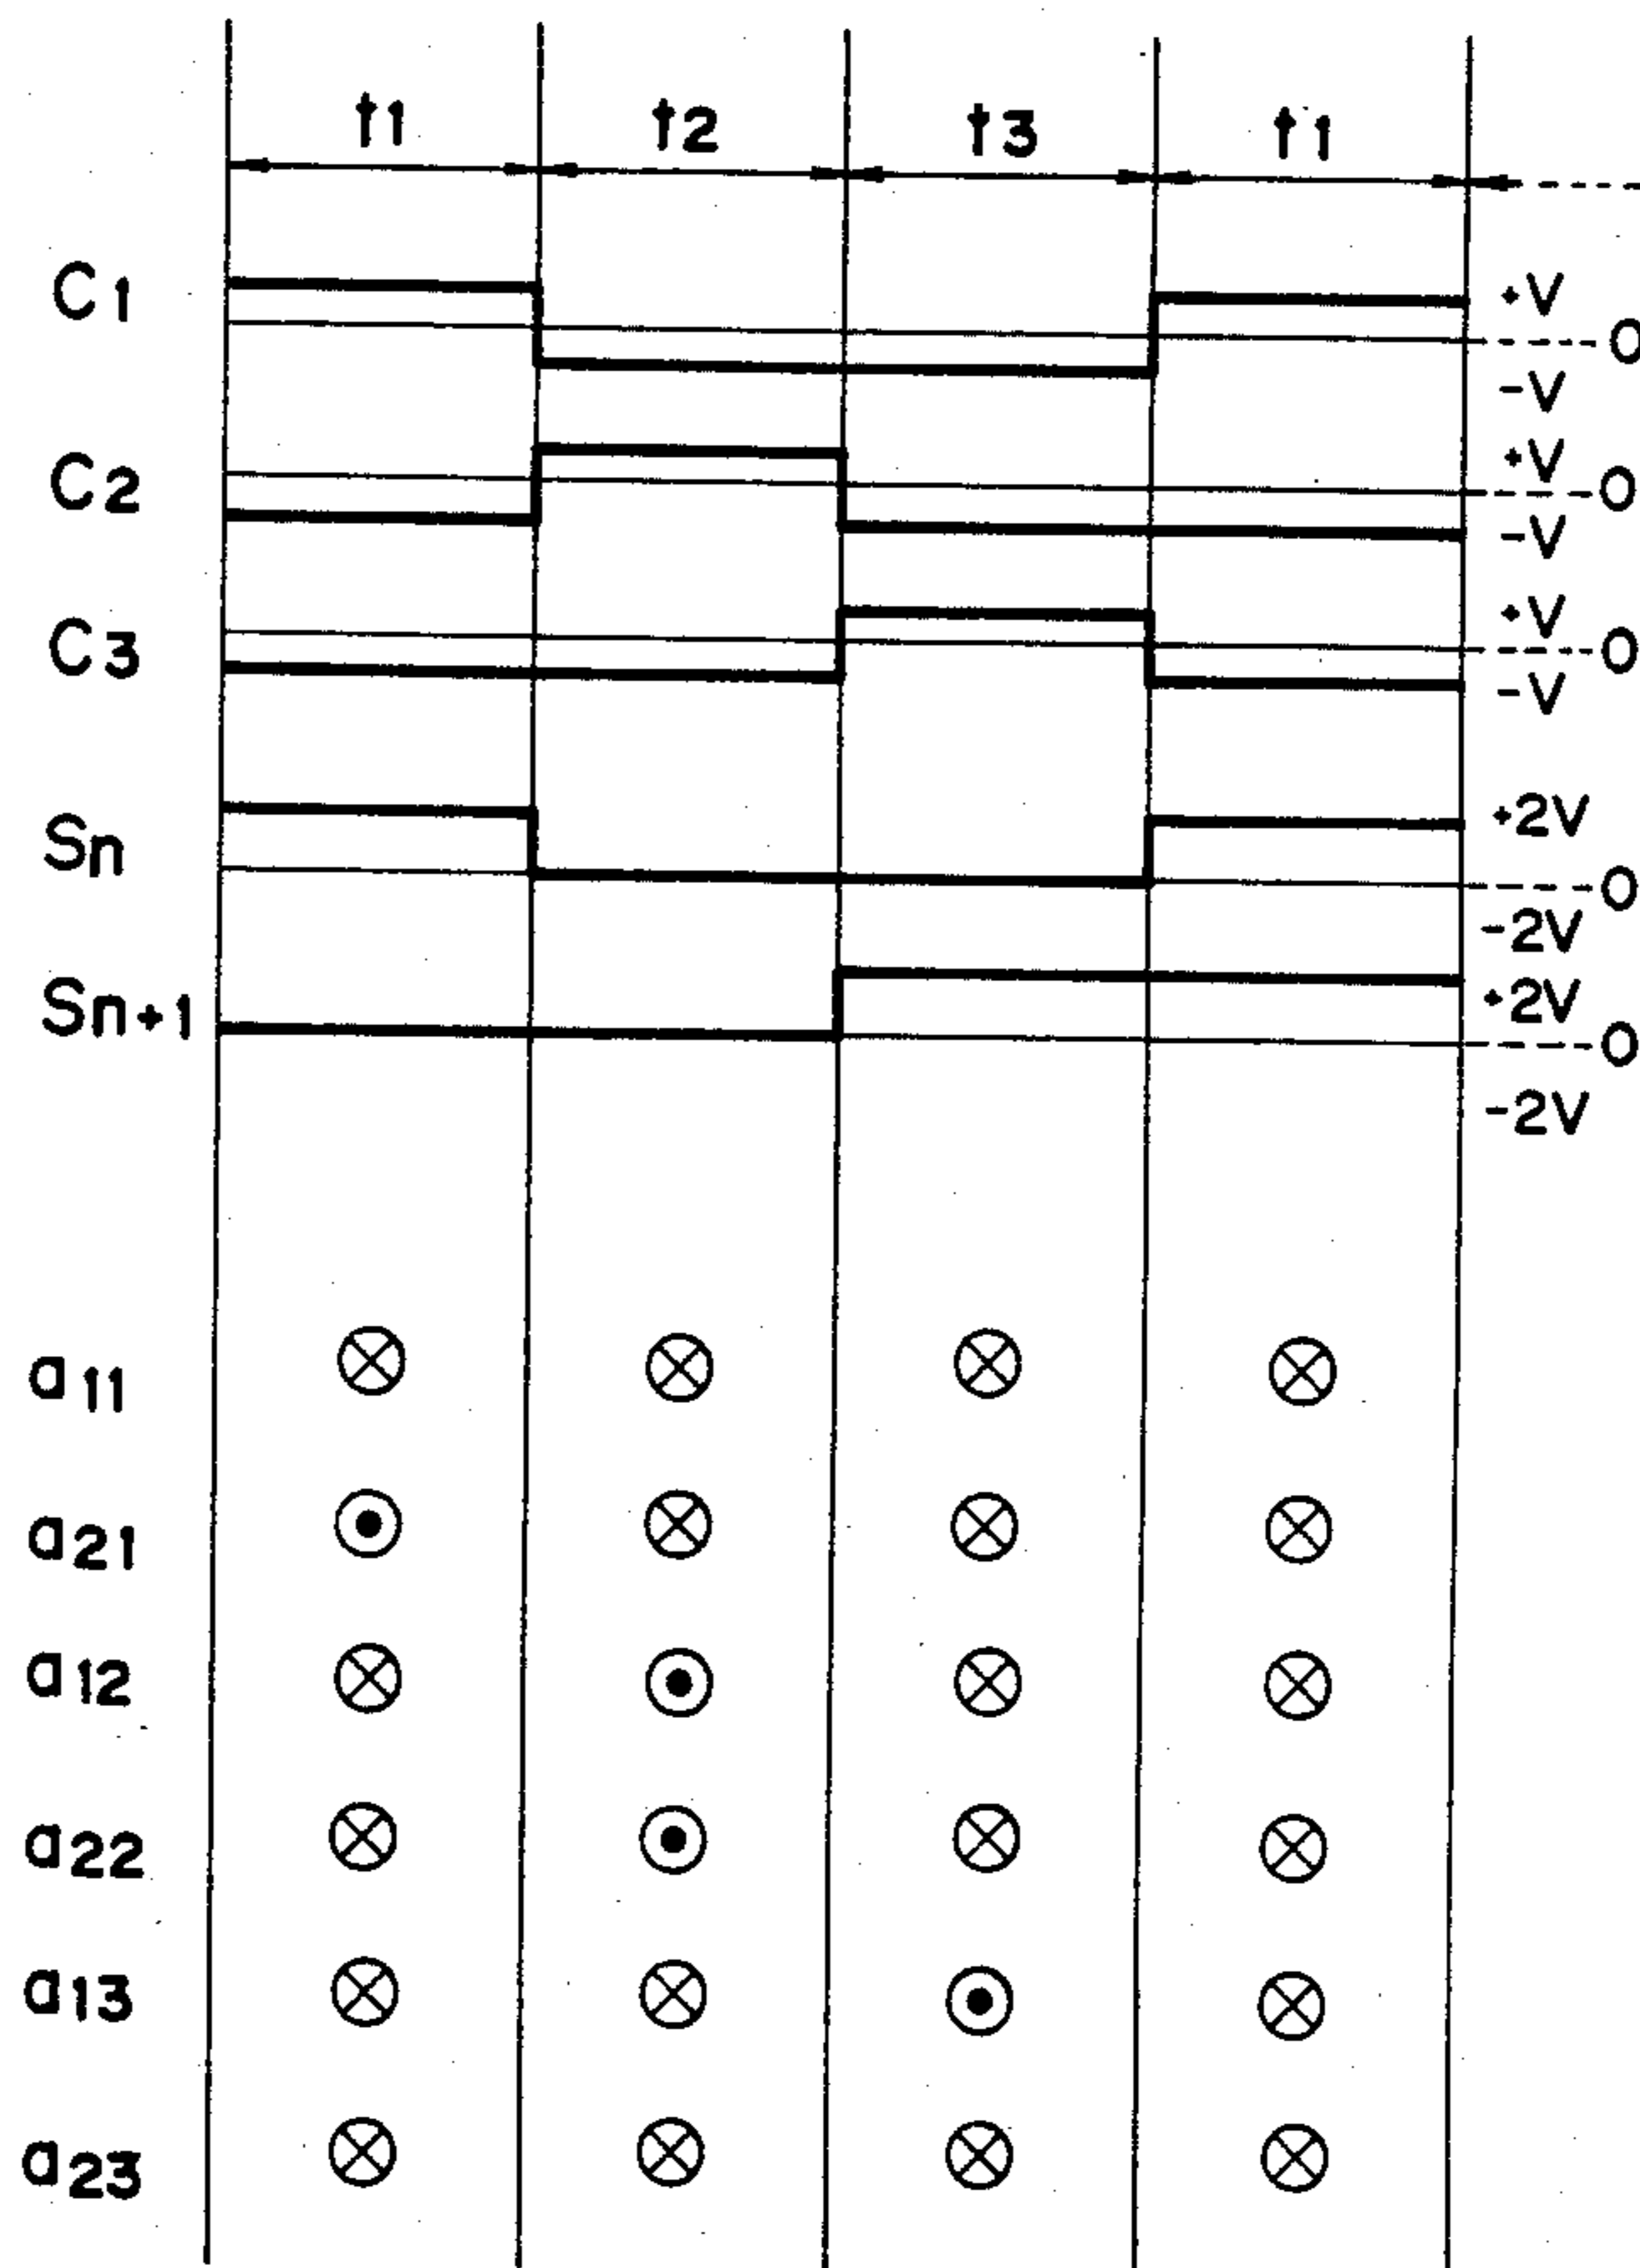 t1 t2 t3 t1
C1 +V 0 -V
C2 +V 0 -V
C3 +V 0 -V
Sn +2V 0 -2V
Sn+1 +2V 0 -2V
a11
a21
a12
a22
a13
a23